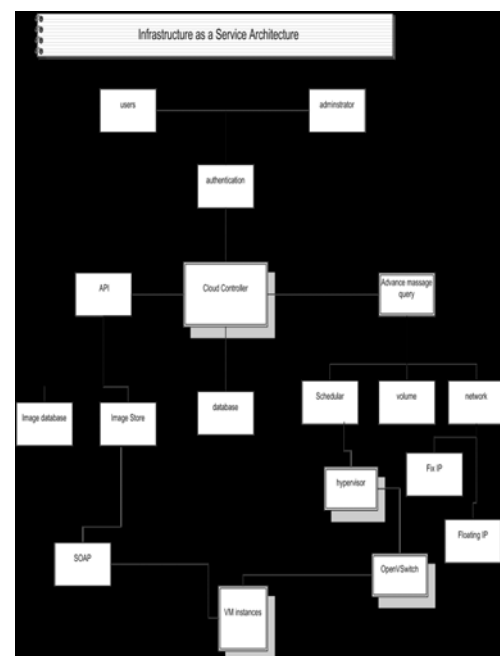 Infrastructure as a Service Architecture
users
adminstrator
authentication
API
Cloud Controller
Advance massage
query
Image database
Image Store
database
Schedular
volume
network
hypervisor
Fix IP
Floating IP
SOAP
OpenVSwitch
VM instances